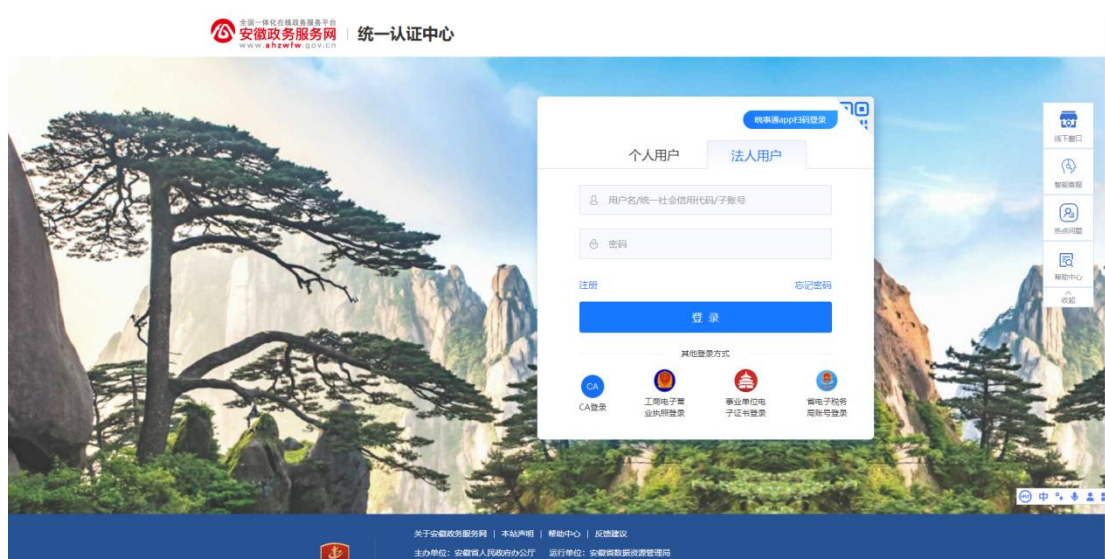 全国一体化在线政务服务平台
安徽政务服务网
www.ahzwfw.gov.cn
统一认证中心
皖事通app扫码登录
个人用户
法人用户
用户名/统一社会信用代码/子账号
密码
注册
忘记密码
登 录
其他登录方式
CA
CA登录
工商电子营
业执照登录
事业单位电
子证书登录
省电子税务
局账号登录
线下窗口
智能客服
热点问题
帮助中心
收起
中
关于安徽政务服务网 | 本站声明 | 帮助中心 | 反馈建议
主办单位：安徽省人民政府办公厅 运行单位：安徽省数据资源管理局